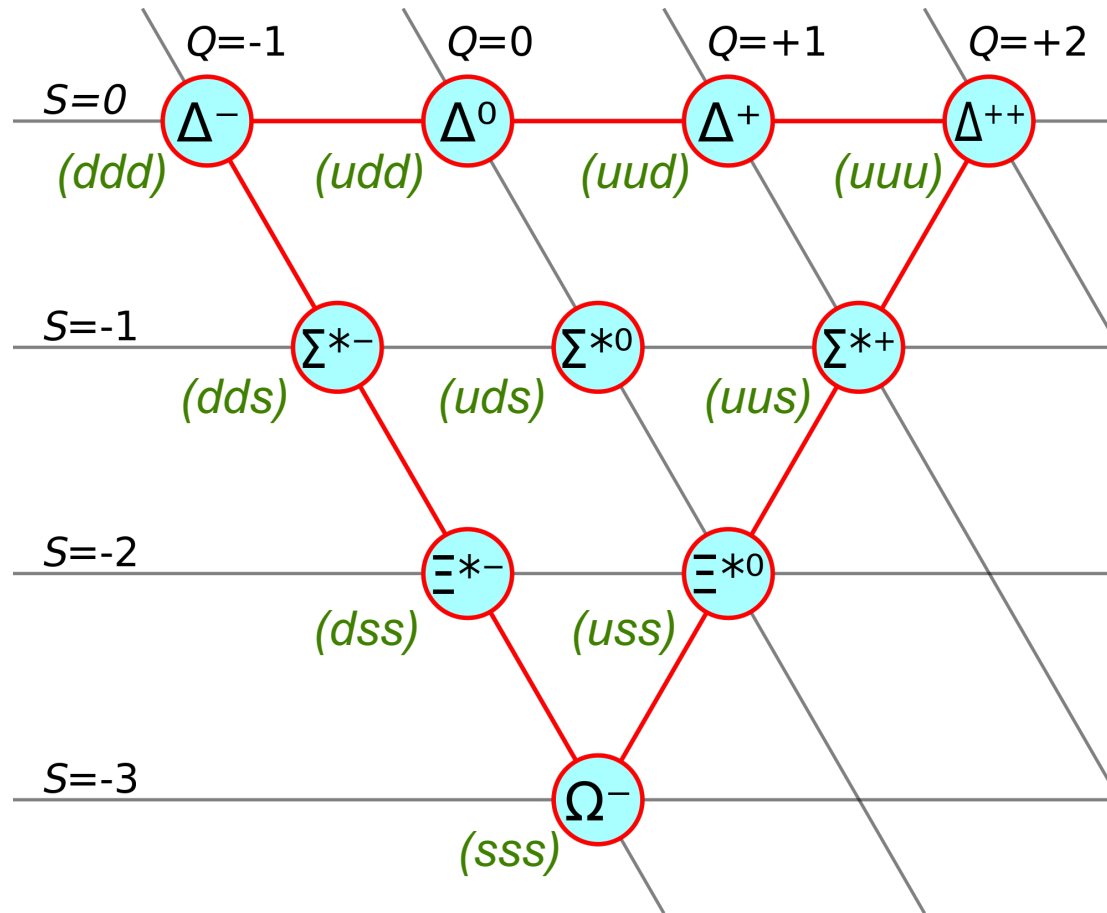 Q=-1 Q=0 Q=+1 Q=+2
S=0
Δ⁻ Δ⁰ Δ⁺ Δ⁺⁺
(ddd) (udd) (uud) (uuu)
S=-1
Σ*⁻ Σ*⁰ Σ*⁺
(dds) (uds) (uus)
S=-2
Ξ*⁻ Ξ*⁰
(dss) (uss)
S=-3
Ω⁻
(sss)